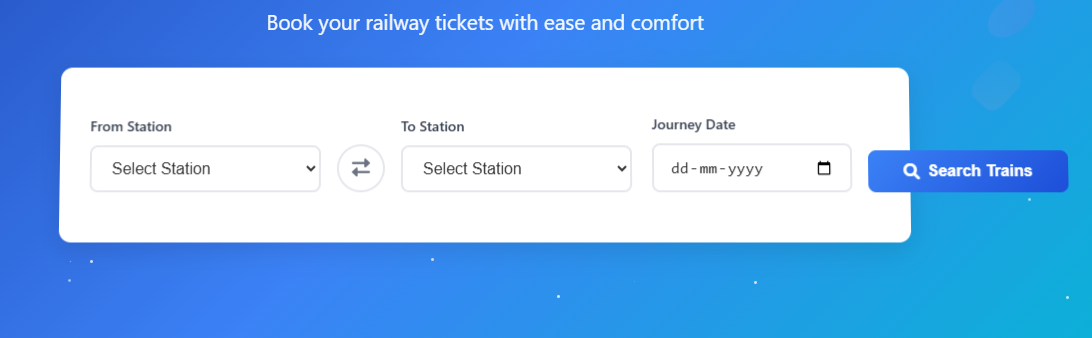 Book your railway tickets with ease and comfort
From Station
To Station
Journey Date
Select Station
Select Station
dd-mm-yyyy
Search Trains